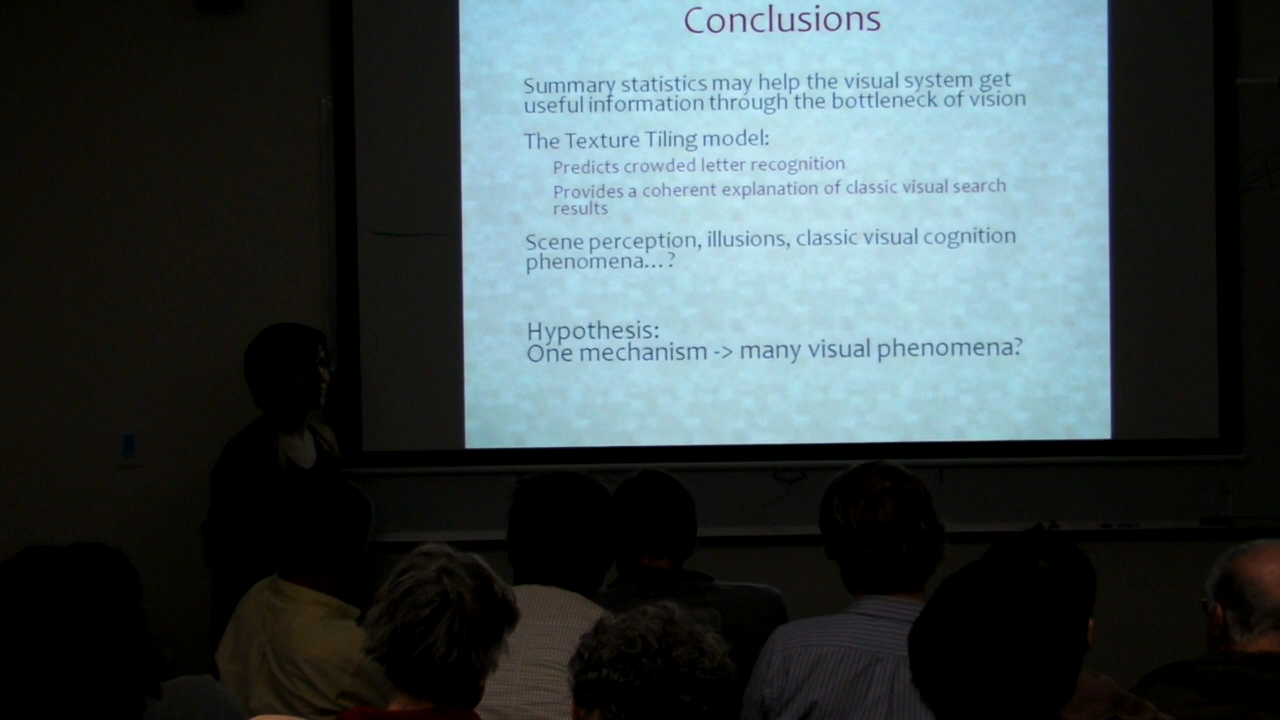 Conclusions
Summary statistics may help the visual system get
useful information through the bottleneck of vision
The Texture Tiling model:
Predicts crowded letter recognition
Provides a coherent explanation of classic visual search
results
Scene perception, illusions, classic visual cognition
phenomena...?
Hypothesis:
One mechanism -> many visual phenomena?